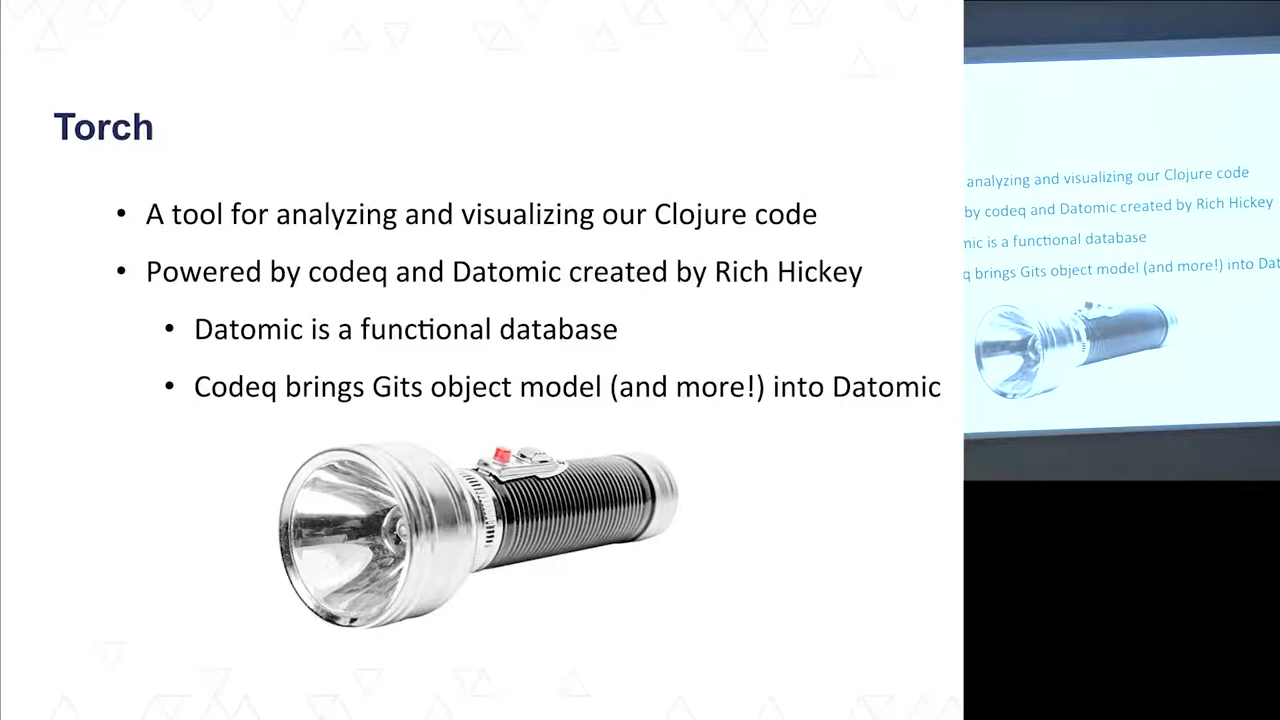 Torch
• A tool for analyzing and visualizing our Clojure code
• Powered by codeq and Datomic created by Rich Hickey
• Datomic is a functional database
• Codeq brings Gits object model (and more!) into Datomic
analyzing and visualizing our Clojure code
by codeq and Datomic created by Rich Hickey
mic is a functional database
q brings Gits object model (and more!) into Dat